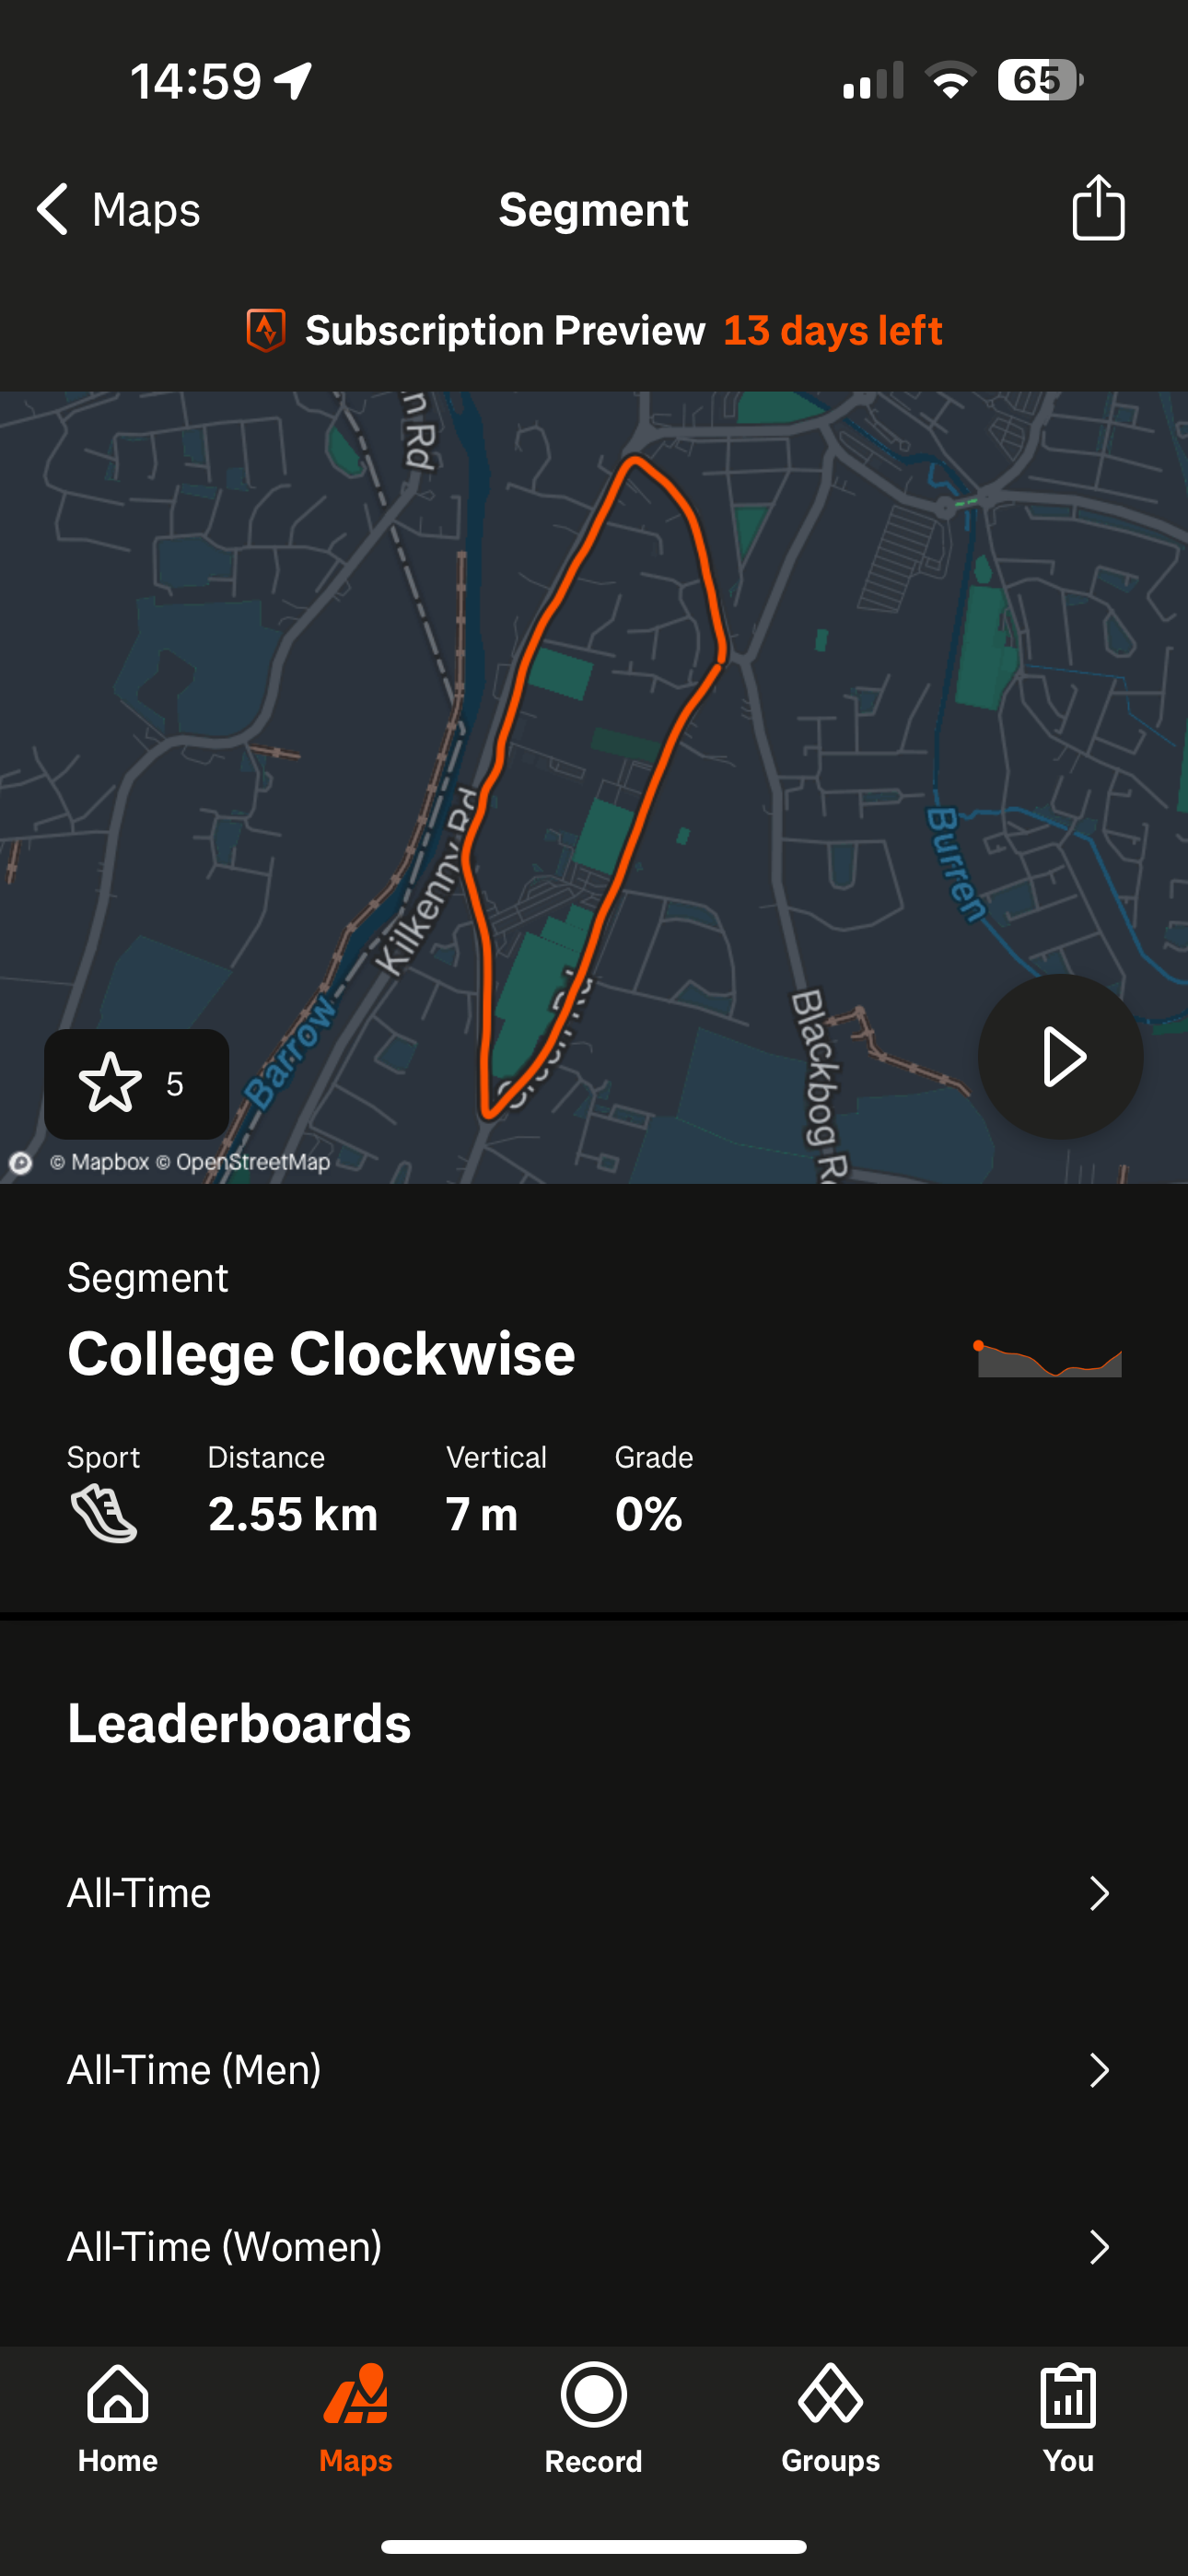 14:59
65
Maps
Segment
Subscription Preview 13 days left
n Rd
Kilkenny Rd
Barrow
Burren
Blackbog R
5
© Mapbox © OpenStreetMap
Segment
College Clockwise
Sport
Distance
Vertical
Grade
2.55 km
7 m
0%
Leaderboards
All-Time
All-Time (Men)
All-Time (Women)
Home
Maps
Record
Groups
You